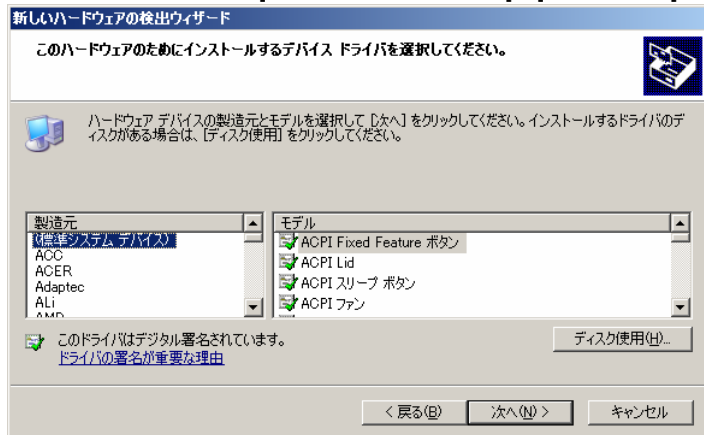 新しいハードウェアの検出ウィザード
このハードウェアのためにインストールするデバイス ドライバを選択してください。
ハードウェア デバイスの製造元とモデルを選択して [次へ] をクリックしてください。インストールするドライバのデ
ィスクがある場合は、[ディスク使用] をクリックしてください。
製造元
(標準システム デバイス)
ACC
ACER
Adaptec
ALi
AMD
モデル
ACPI Fixed Feature ボタン
ACPI Lid
ACPI スリープ ボタン
ACPI ファン
このドライバはデジタル署名されています。
ドライバの署名が重要な理由
ディスク使用(H)...
< 戻る(B)
次へ(N) >
キャンセル